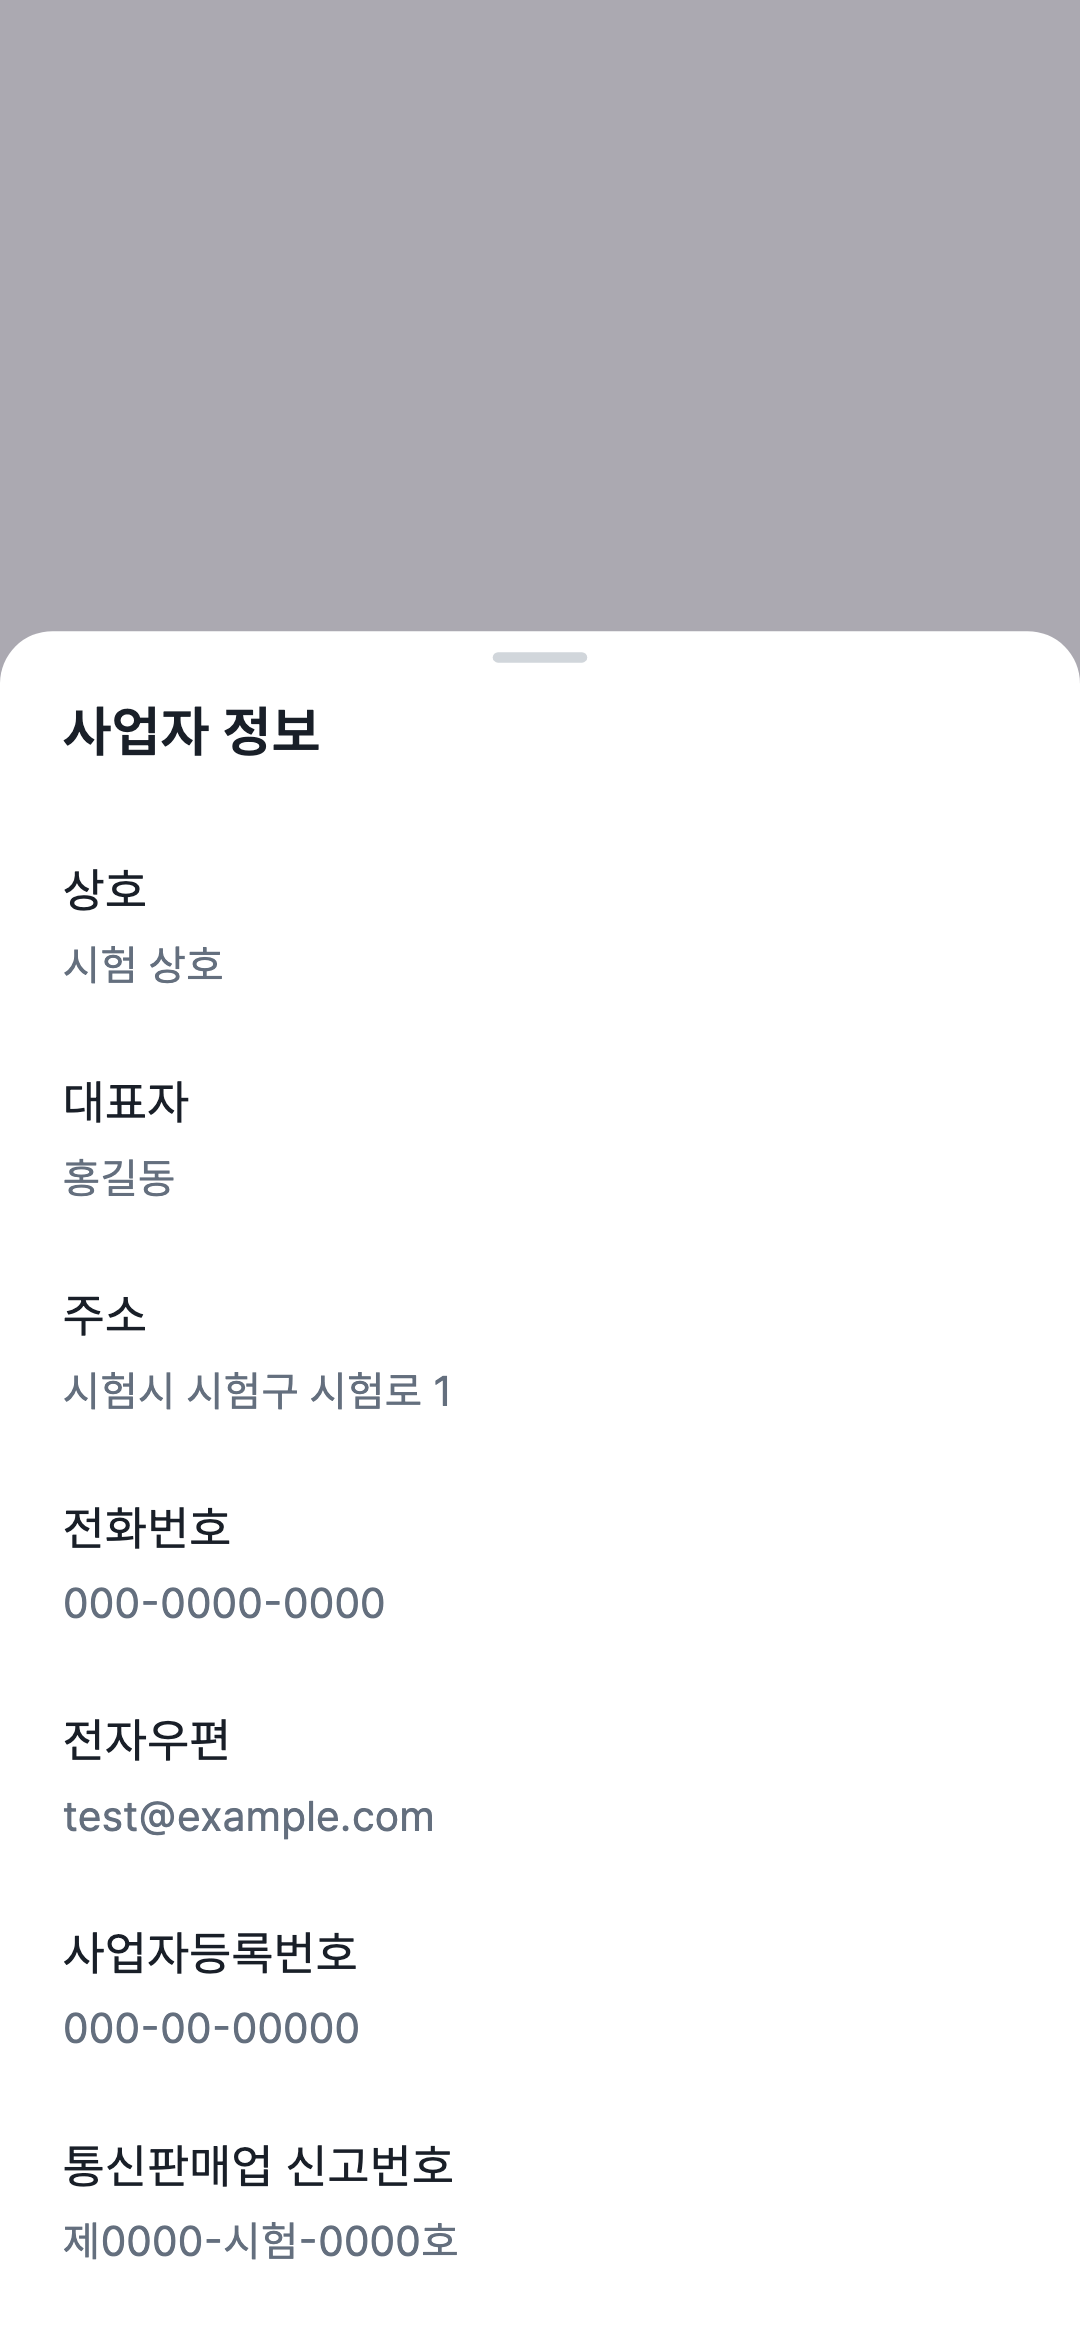 사업자 정보
상호
시험 상호
대표자
홍길동
주소
시험시 시험구 시험로 1
전화번호
000-0000-0000
전자우편
test@example.com
사업자등록번호
000-00-00000
통신판매업 신고번호
제0000-시험-0000호